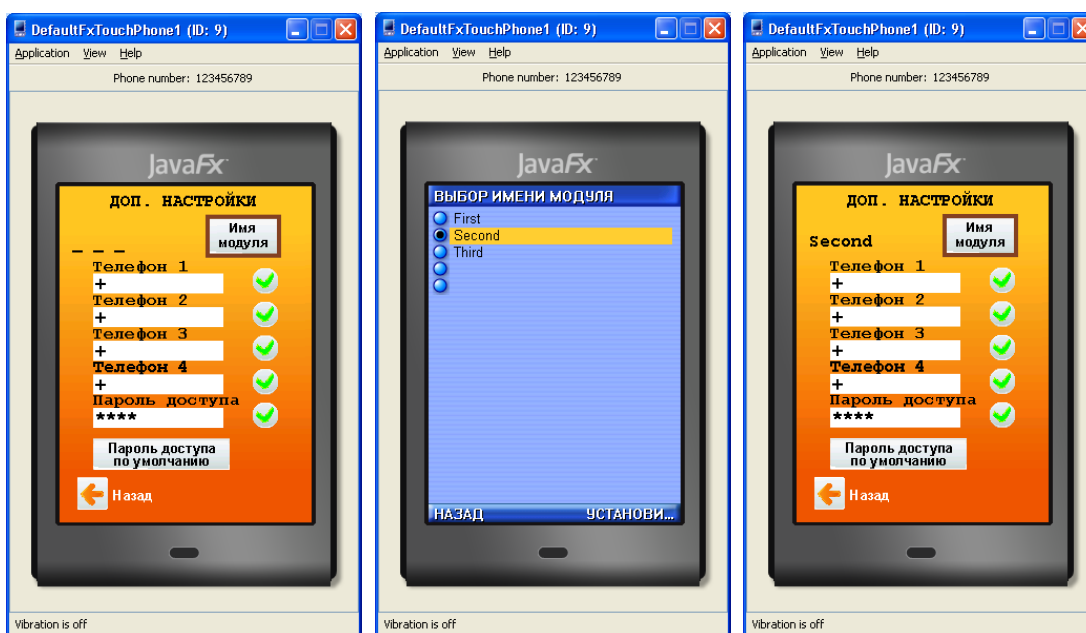 DefaultFxTouchPhone1 (ID: 9)
Application View Help
Phone number: 123456789
JavaFx
ДОП. НАСТРОЙКИ
Имя
модуля
_ _ _
Телефон 1
+
Телефон 2
+
Телефон 3
+
Телефон 4
+
Пароль доступа
****
Пароль доступа
по умолчанию
Назад
Vibration is off
DefaultFxTouchPhone1 (ID: 9)
Application View Help
Phone number: 123456789
JavaFx
ВЫБОР ИМЕНИ МОДУЛЯ
First
Second
Third
НАЗАД УСТАНОВИ...
Vibration is off
DefaultFxTouchPhone1 (ID: 9)
Application View Help
Phone number: 123456789
JavaFx
ДОП. НАСТРОЙКИ
Имя
модуля
Second
Телефон 1
+
Телефон 2
+
Телефон 3
+
Телефон 4
+
Пароль доступа
****
Пароль доступа
по умолчанию
Назад
Vibration is off